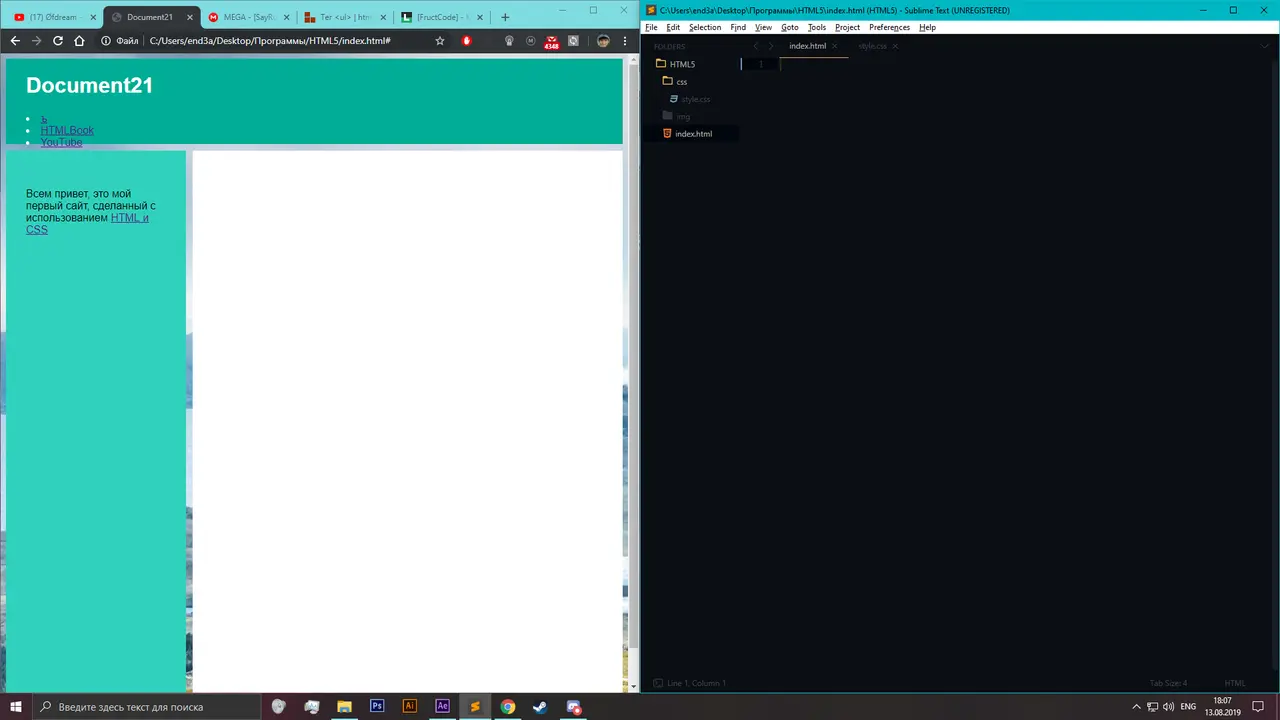 Øfdream -
Document21
MEGA - [SayR
Тег <ul> | htm
[FructCode] - 
Файл
C:/Users/end3a/Desktop/Программы/HTML5/index.html#
4348
Document21
ъ
HTMLBook
YouTube
Всем привет, это мой
первый сайт, сделанный с
использованием HTML и
CSS
C:\Users\end3a\Desktop\Программы\HTML5\index.html (HTML5) - Sublime Text (UNREGISTERED)
File Edit Selection Find View Goto Tools Project Preferences Help
FOLDERS
HTML5
css
style.css
img
index.html
index.html
style.css
1
Line 1, Column 1
Tab Size: 4
HTML
Введите здесь текст для поиска
Ps
Ai
Ae
ENG
18:07
13.08.2019